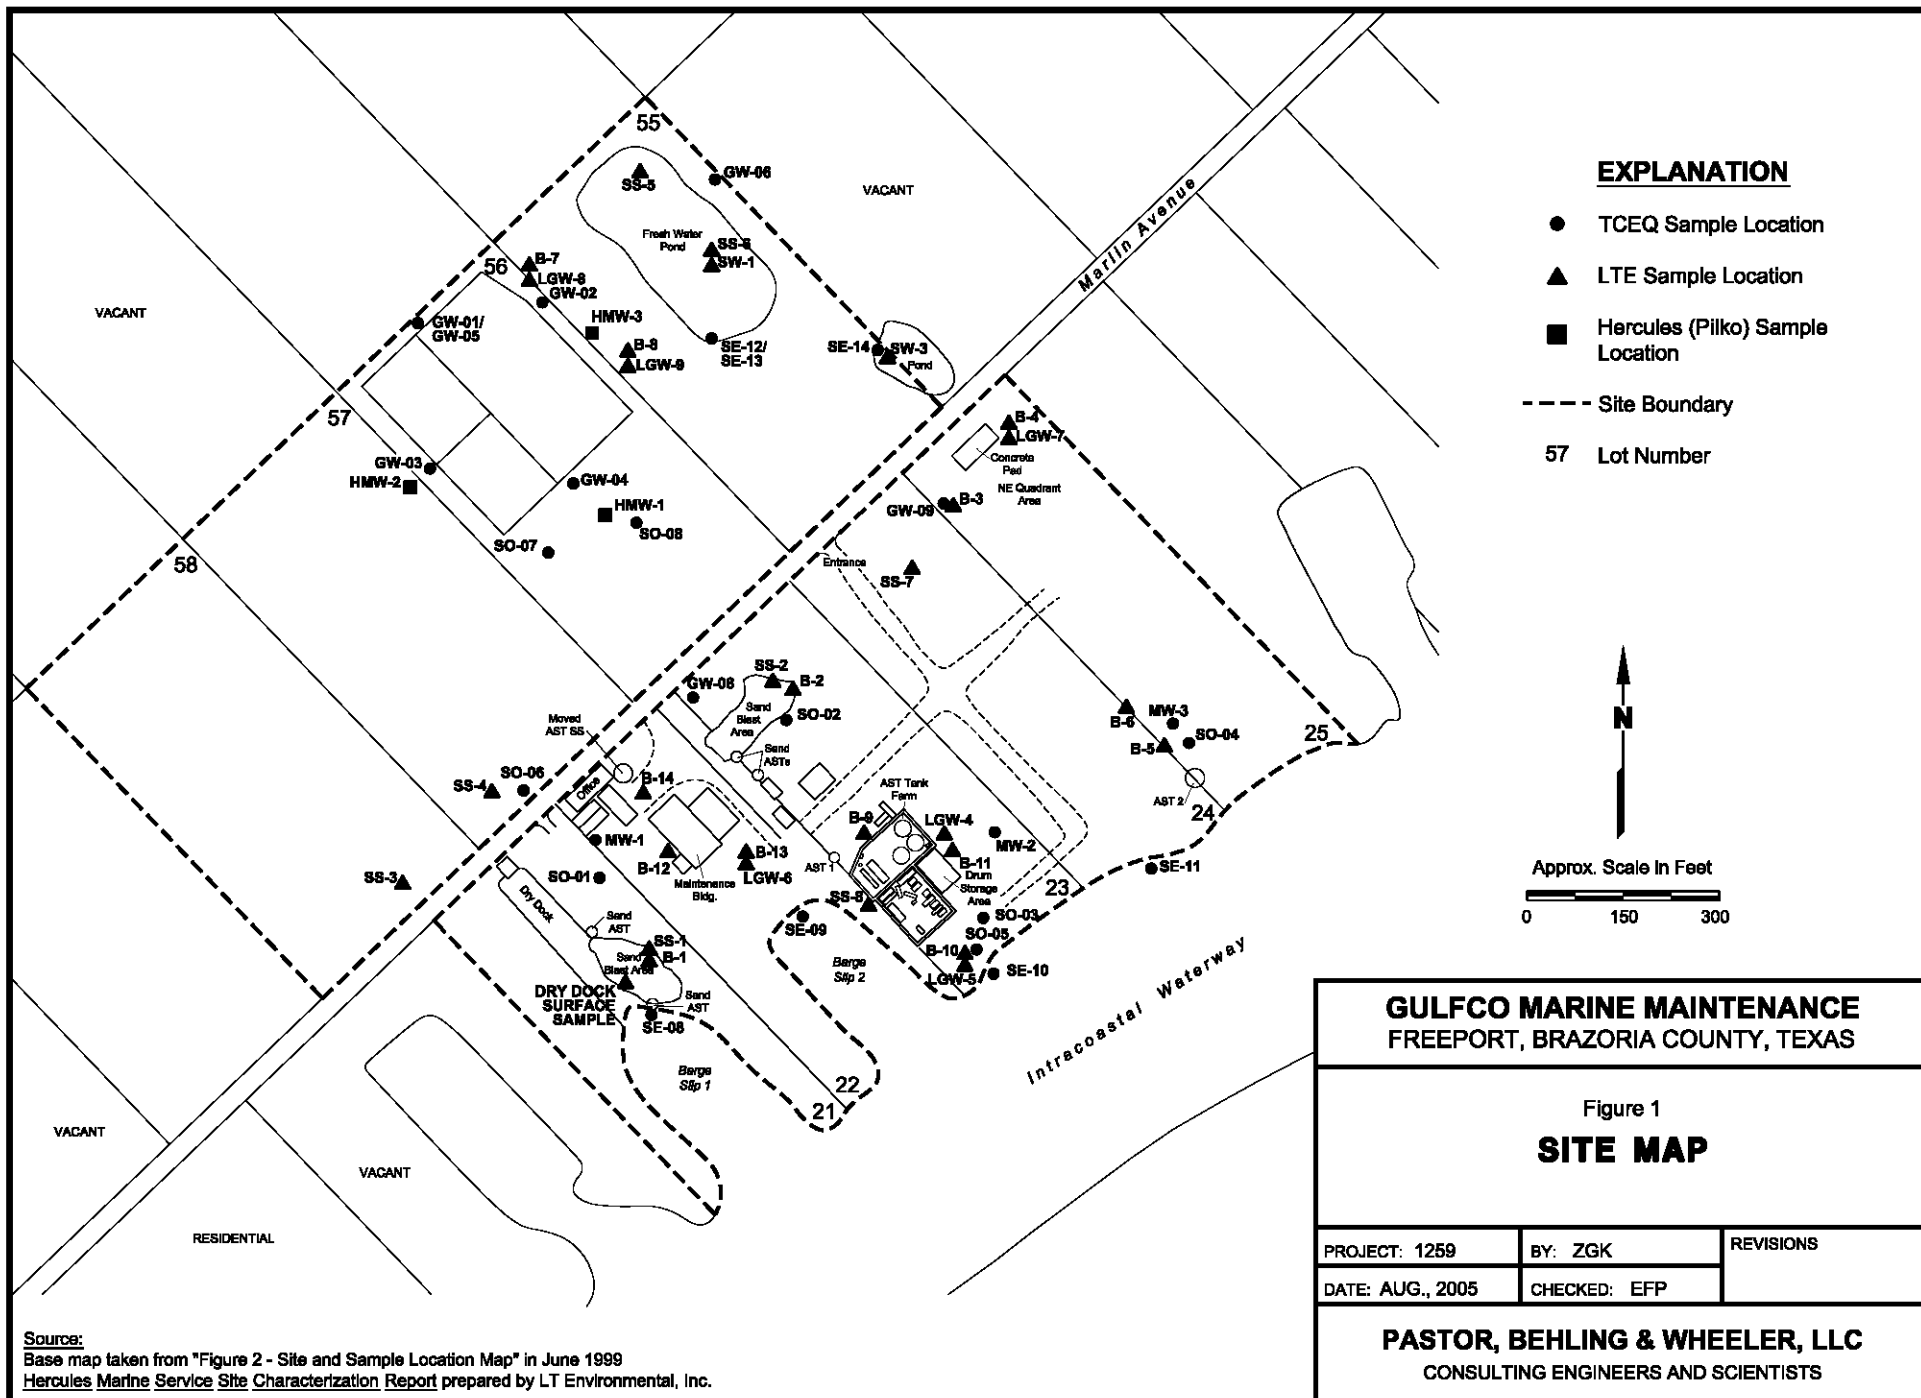 55
SS-5
GW-06
VACANT
Fresh Water
Pond
SS-6
SW-1
Marlin Avenue
56
B-7
LGW-8
GW-02
VACANT
GW-01/
GW-05
HMW-3
B-8
LGW-9
SE-12/
SE-13
SE-14
SW-3
Pond
57
B-4
LGW-7
Concrete
Pad
NE Quadrant
Area
GW-03
HMW-2
GW-04
HMW-1
SO-08
SO-07
GW-09
B-3
58
Entrance
SS-7
SS-2
B-2
GW-08
Sand
Blast
Area
SO-02
Moved
AST SS
Sand
ASTs
B-6
MW-3
SO-04
B-5
25
AST 2
24
SS-4
SO-06
Office
B-14
AST Tank
Farm
B-9
LGW-4
MW-2
MW-1
B-12
B-13
LGW-6
AST 1
B-11
Drum
Storage
Area
SE-11
SS-3
SO-01
Maintenance
Bldg.
23
Dry Dock
SS-8
SO-03
Sand
AST
SE-09
SO-05
SS-1
B-1
Sand
Blast Area
B-10
LGW-5
SE-10
Barge
Slip 2
DRY DOCK
SURFACE
SAMPLE
Sand
AST
SE-08
Intracoastal Waterway
Barge
Slip 1
22
21
VACANT
VACANT
RESIDENTIAL
EXPLANATION
TCEQ Sample Location
LTE Sample Location
Hercules (Pilko) Sample
Location
Site Boundary
57 Lot Number
N
Approx. Scale in Feet
0 150 300
GULFCO MARINE MAINTENANCE
FREEPORT, BRAZORIA COUNTY, TEXAS
Figure 1
SITE MAP
PROJECT: 1259
BY: ZGK
REVISIONS
DATE: AUG., 2005
CHECKED: EFP
PASTOR, BEHLING & WHEELER, LLC
CONSULTING ENGINEERS AND SCIENTISTS
Source:
Base map taken from "Figure 2 - Site and Sample Location Map" in June 1999
Hercules Marine Service Site Characterization Report prepared by LT Environmental, Inc.